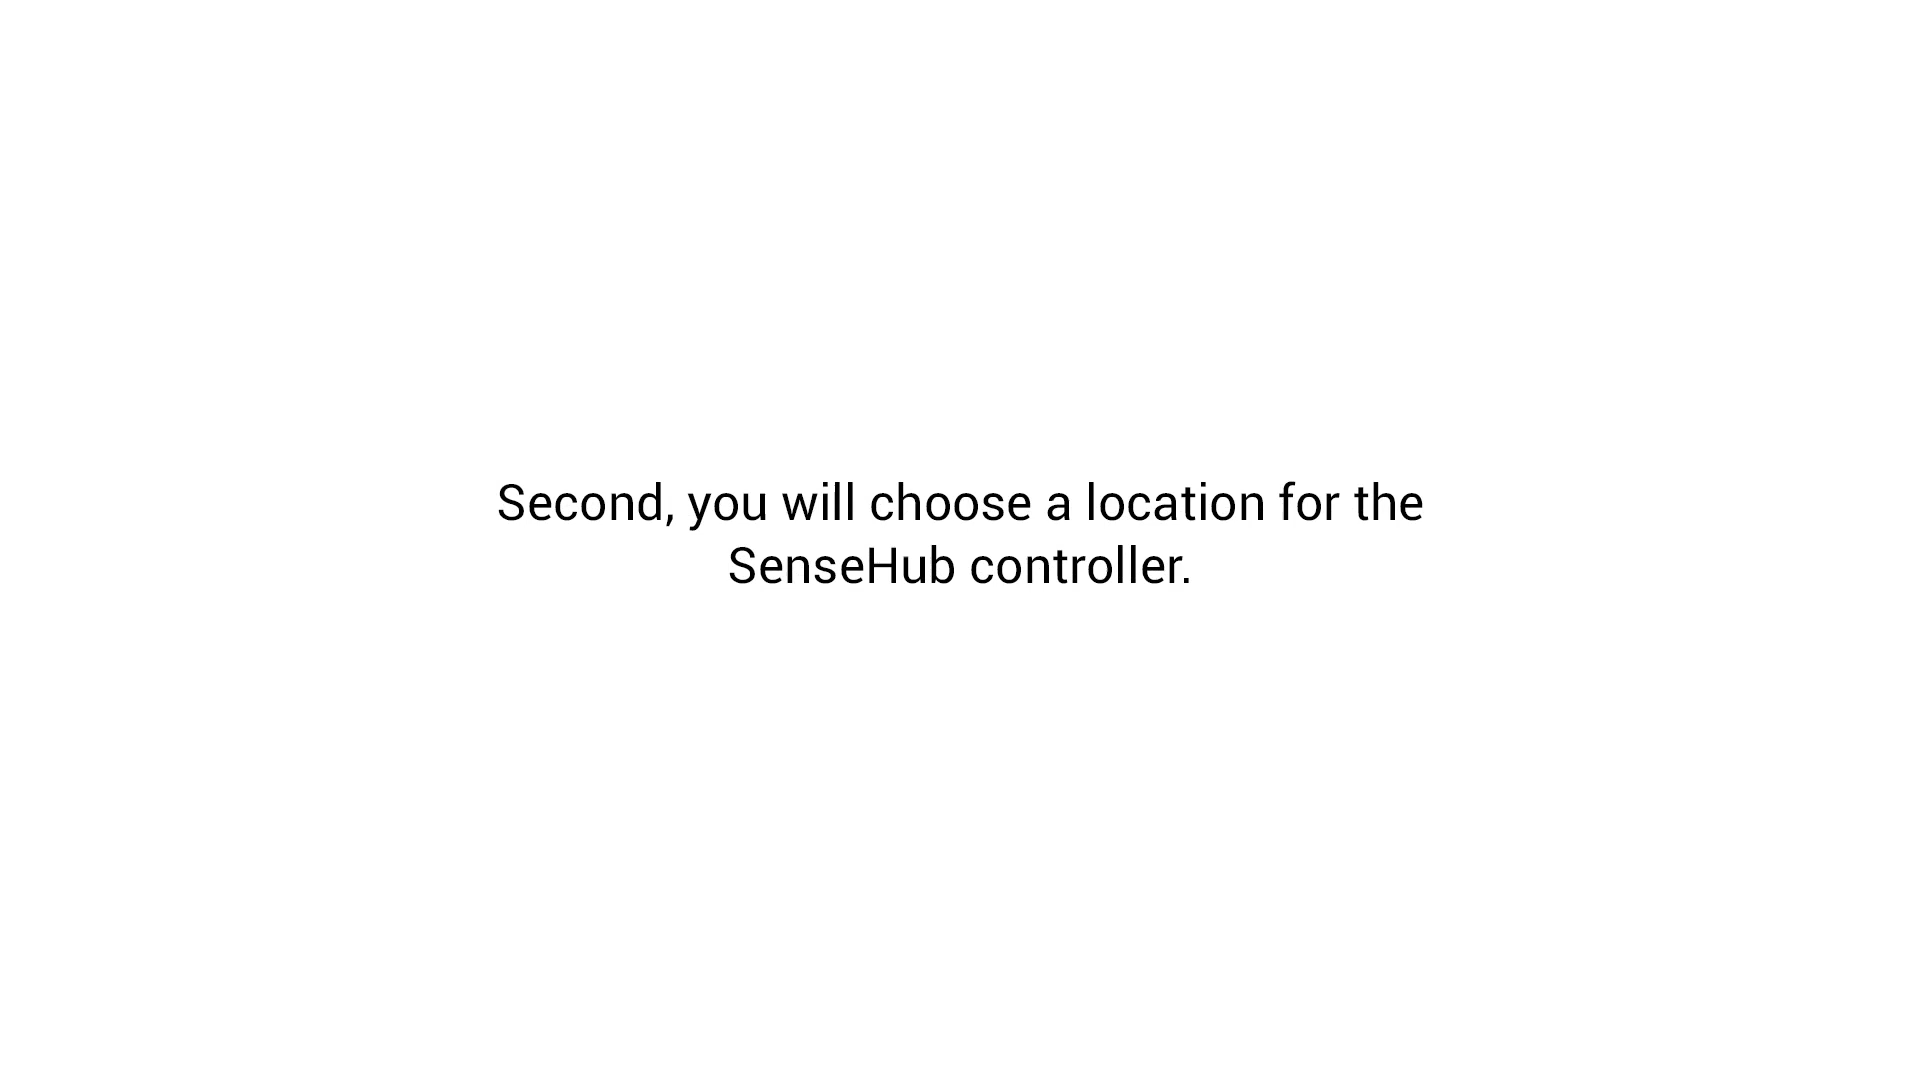 Second, you will choose a location for the
SenseHub controller.